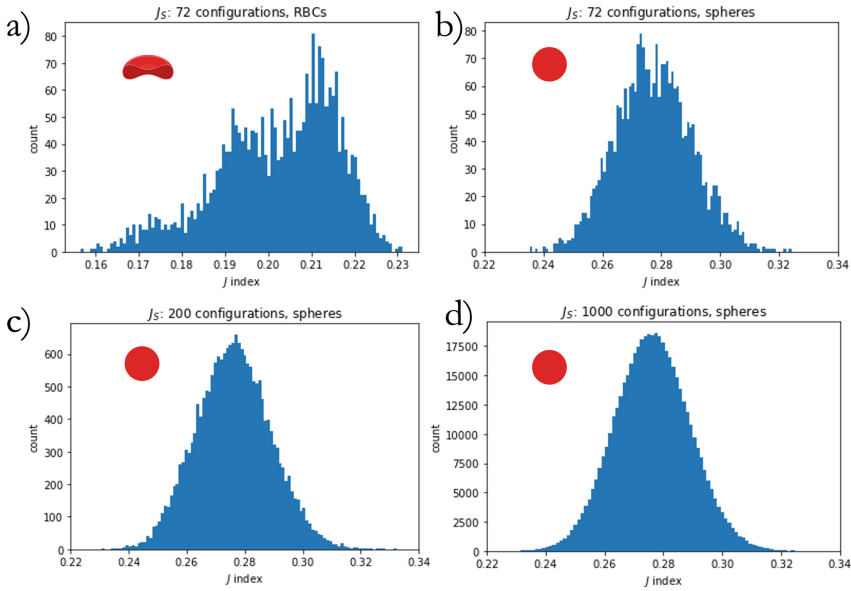 a)
J_S: 72 configurations, RBCs
80
70
60
50
40
30
20
10
0
count
0.16 0.17 0.18 0.19 0.20 0.21 0.22 0.23
J index
b)
J_S: 72 configurations, spheres
80
70
60
50
40
30
20
10
0
count
0.22 0.24 0.26 0.28 0.30 0.32 0.34
J index
c)
J_S: 200 configurations, spheres
600
500
400
300
200
100
0
count
0.22 0.24 0.26 0.28 0.30 0.32 0.34
J index
d)
J_S: 1000 configurations, spheres
17500
15000
12500
10000
7500
5000
2500
0
count
0.22 0.24 0.26 0.28 0.30 0.32 0.34
J index